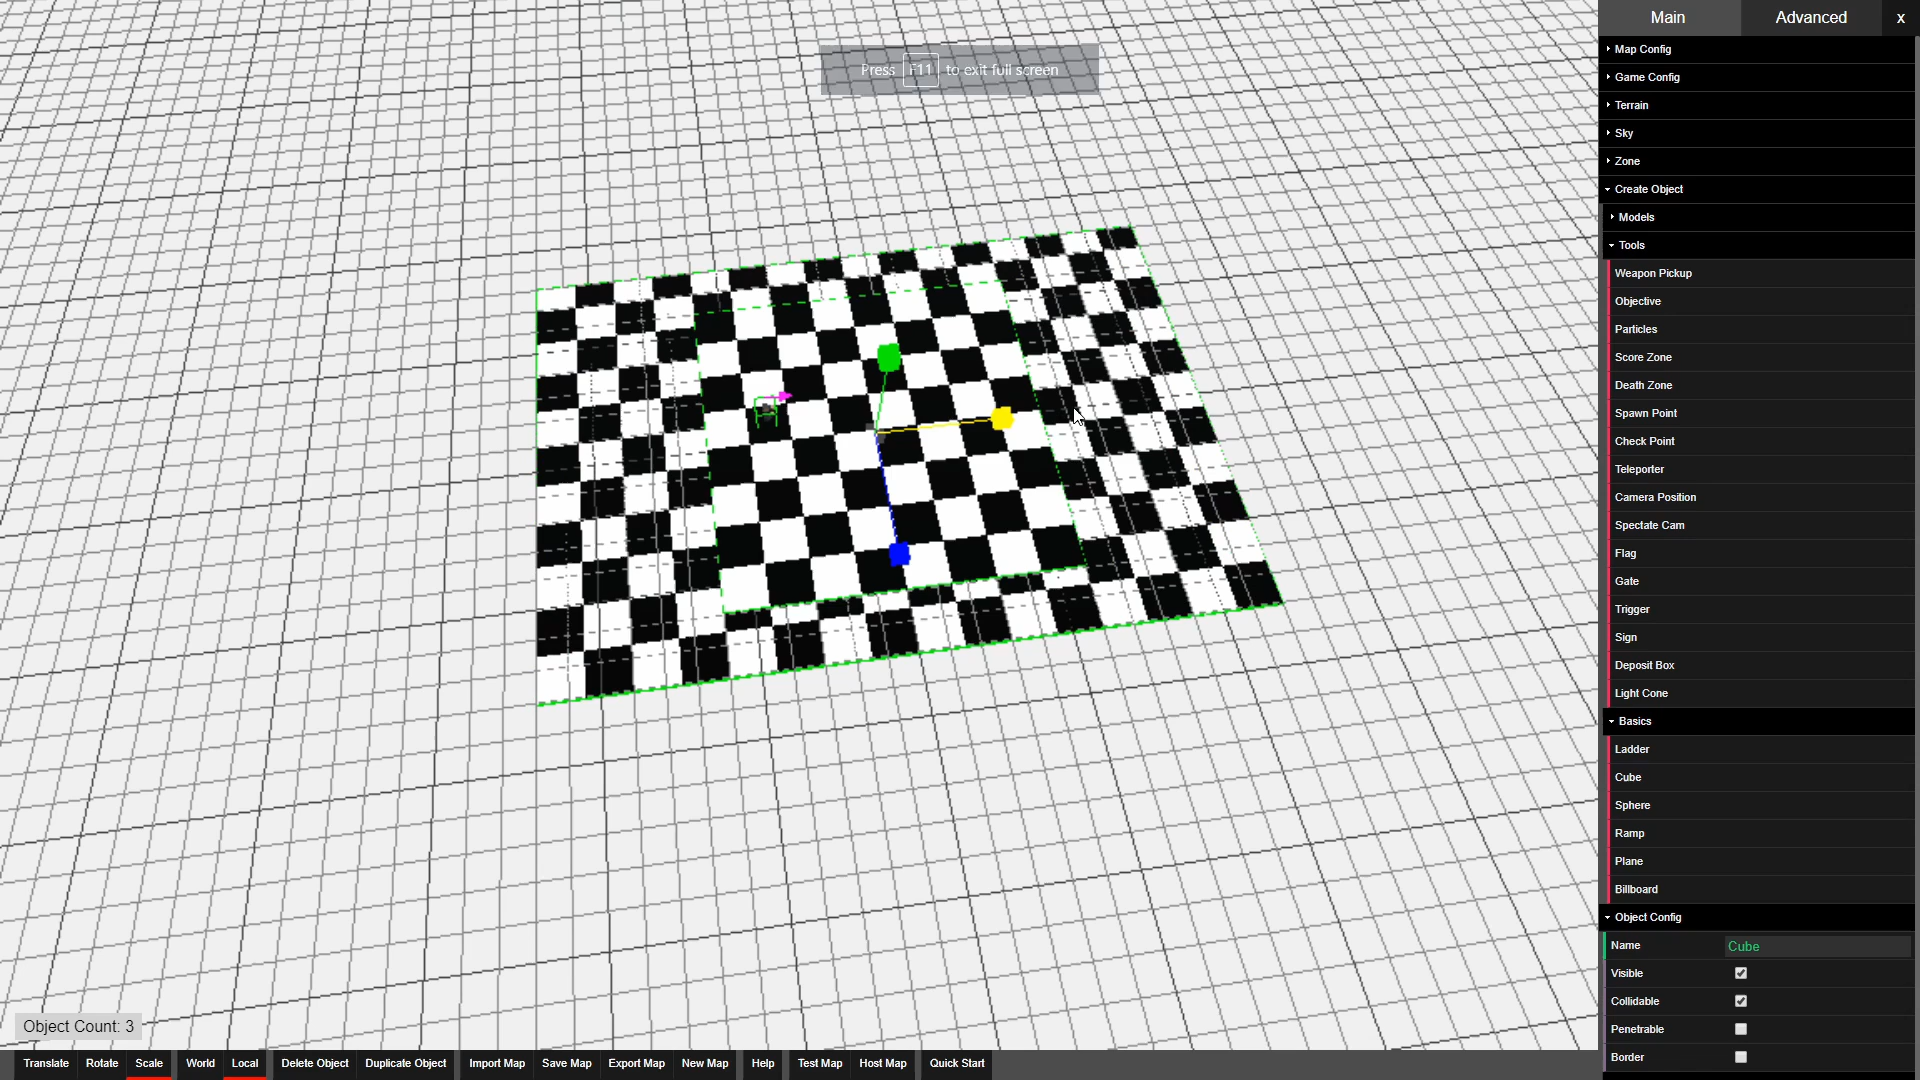 Main
Advanced
x
Map Config
Game Config
Terrain
Sky
Zone
Create Object
Models
Tools
Weapon Pickup
Objective
Particles
Score Zone
Death Zone
Spawn Point
Check Point
Teleporter
Camera Position
Spectate Cam
Flag
Gate
Trigger
Sign
Deposit Box
Light Cone
Basics
Ladder
Cube
Sphere
Ramp
Plane
Billboard
Object Config
Name Cube
Visible
Collidable
Penetrable
Border
Press F11 to exit full screen
Object Count: 3
Translate Rotate Scale World Local Delete Object Duplicate Object Import Map Save Map Export Map New Map Help Test Map Host Map Quick Start